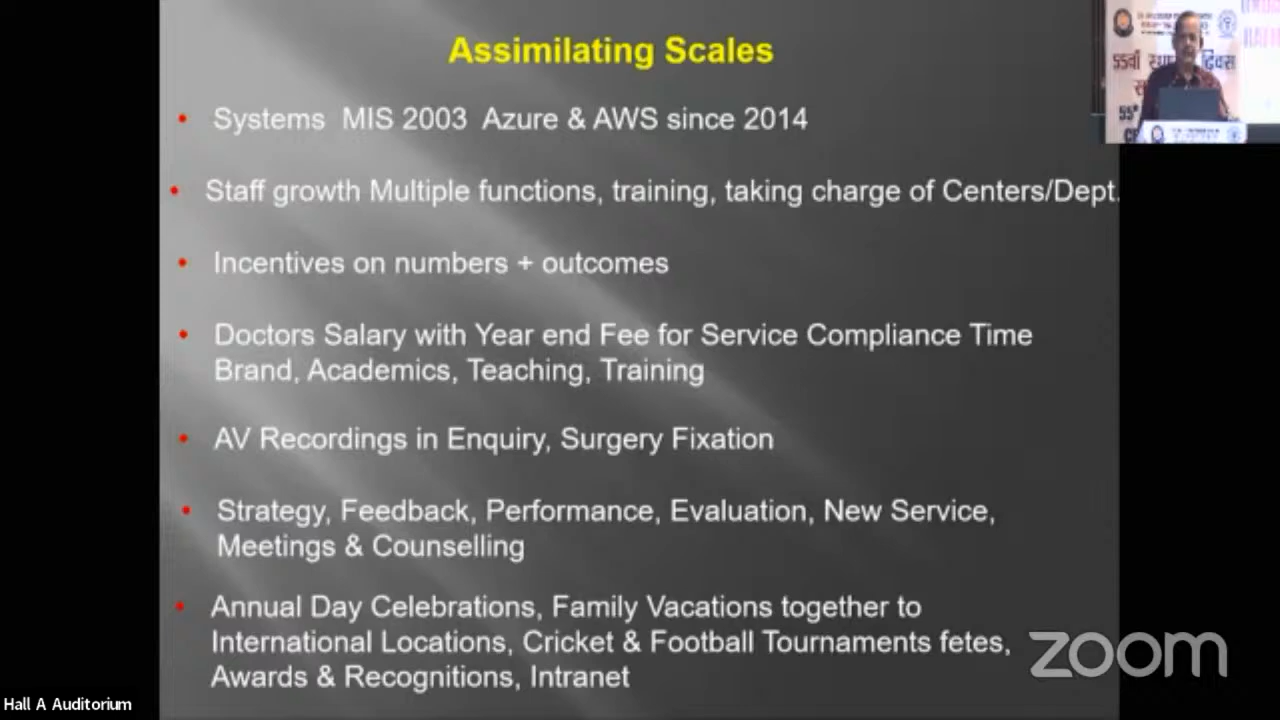 Assimilating Scales
• Systems MIS 2003 Azure & AWS since 2014
• Staff growth Multiple functions, training, taking charge of Centers/Dept.
• Incentives on numbers + outcomes
• Doctors Salary with Year end Fee for Service Compliance Time
Brand, Academics, Teaching, Training
• AV Recordings in Enquiry, Surgery Fixation
• Strategy, Feedback, Performance, Evaluation, New Service,
Meetings & Counselling
• Annual Day Celebrations, Family Vacations together to
International Locations, Cricket & Football Tournaments fetes,
Awards & Recognitions, Intranet
zoom
Hall A Auditorium
55वाँ
दिवस
55